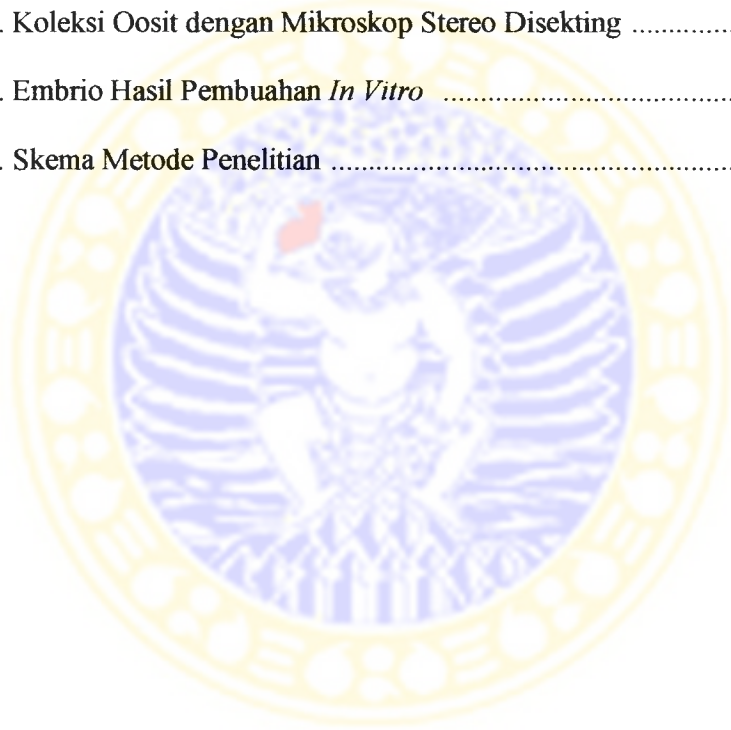 . Koleksi Oosit dengan Mikroskop Stereo Disekting ..............
. Embrio Hasil Pembuahan In Vitro ......................................
. Skema Metode Penelitian .....................................................